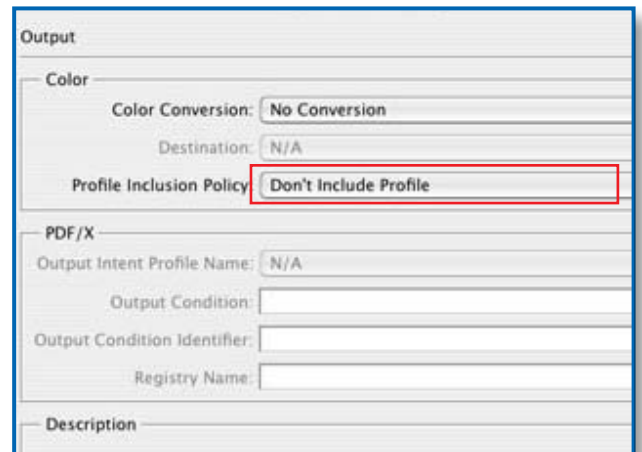 Output
Color
Color Conversion: No Conversion
Destination: N/A
Profile Inclusion Policy: Don't Include Profile
PDF/X
Output Intent Profile Name: N/A
Output Condition:
Output Condition Identifier:
Registry Name:
Description